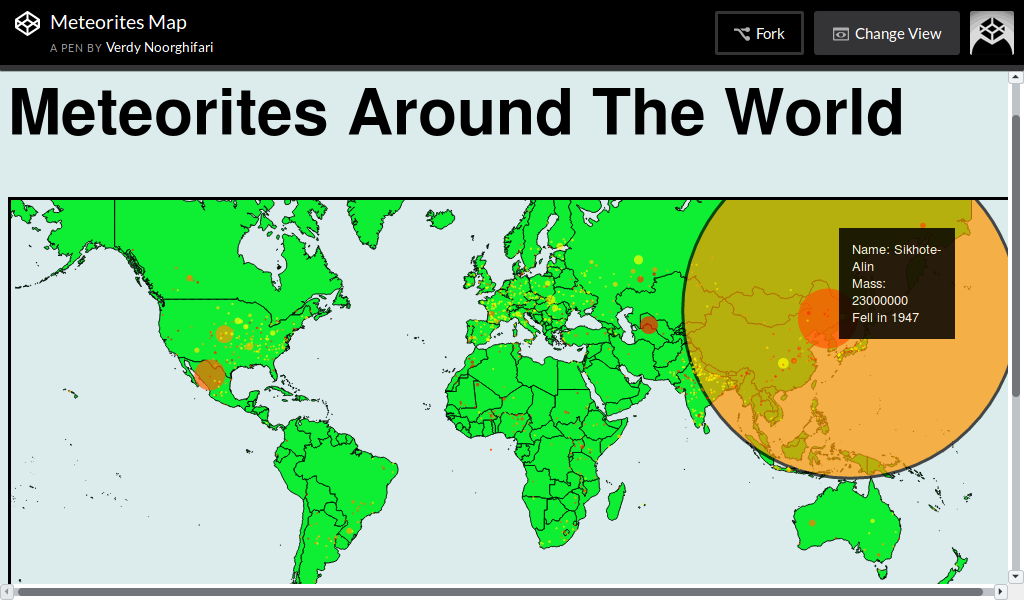 Meteorites Map
A PEN BY Verdy Noorghifari
Fork
Change View
Meteorites Around The World
Name: Sikhote-
Alin
Mass:
23000000
Fell in 1947